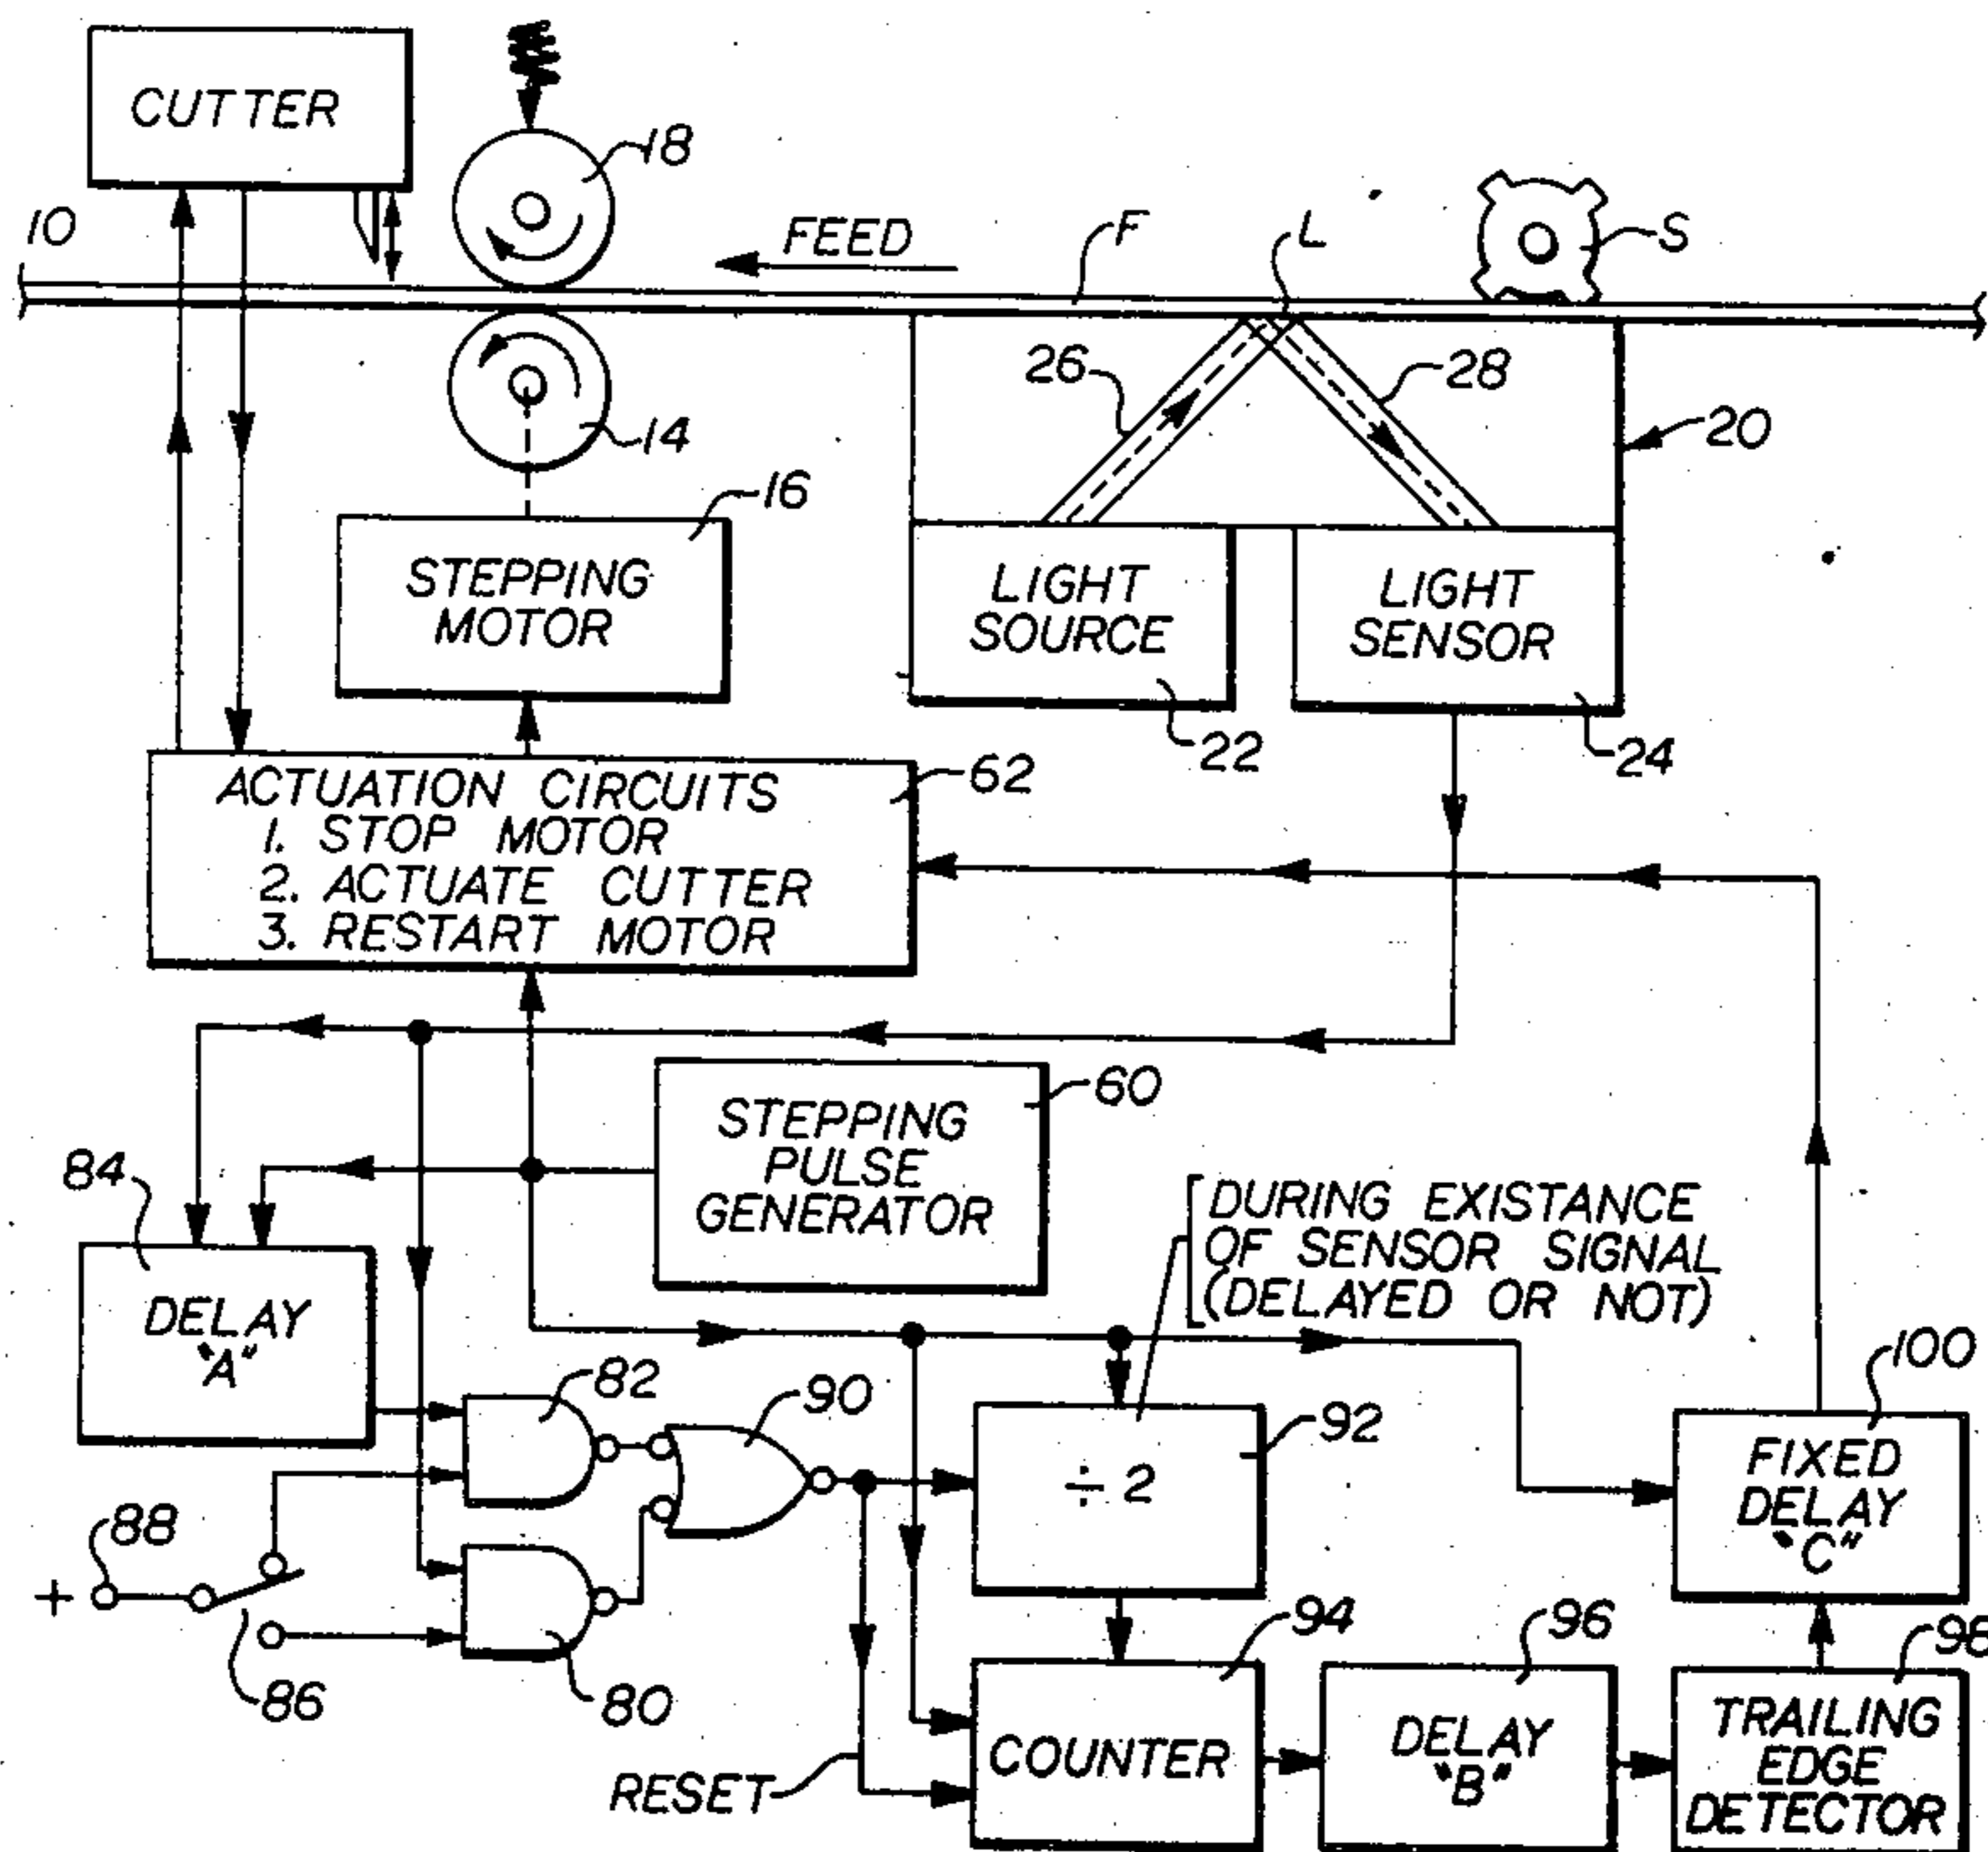 CUTTER
18
10
FEED
F
L
S
26
28
20
14
16
STEPPING
MOTOR
LIGHT
SOURCE
LIGHT
SENSOR
22
24
62
ACTUATION CIRCUITS
1. STOP MOTOR
2. ACTUATE CUTTER
3. RESTART MOTOR
60
STEPPING
PULSE
GENERATOR
84
DELAY
"A"
DURING EXISTANCE
OF SENSOR SIGNAL
(DELAYED OR NOT)
82
90
92
÷ 2
100
FIXED
DELAY
"C"
88
+
86
80
94
96
98
RESET
COUNTER
DELAY
"B"
TRAILING
EDGE
DETECTOR